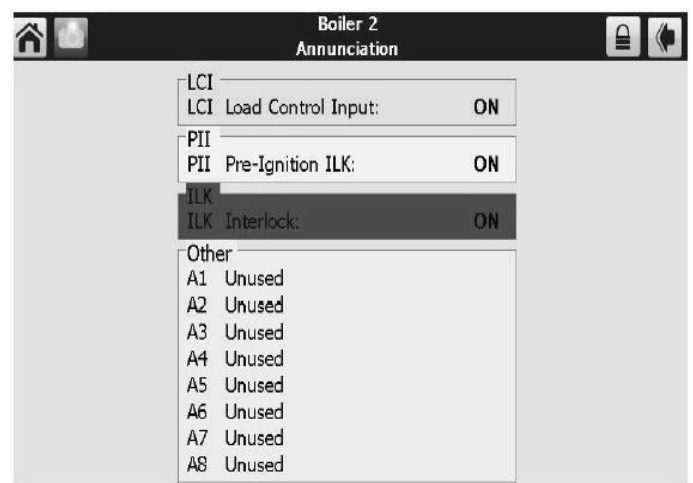 Boiler 2
Annunciation
LCI
LCI Load Control Input: ON
PII
PII Pre-Ignition ILK: ON
ILK
ILK Interlock: ON
Other
A1 Unused
A2 Unused
A3 Unused
A4 Unused
A5 Unused
A6 Unused
A7 Unused
A8 Unused